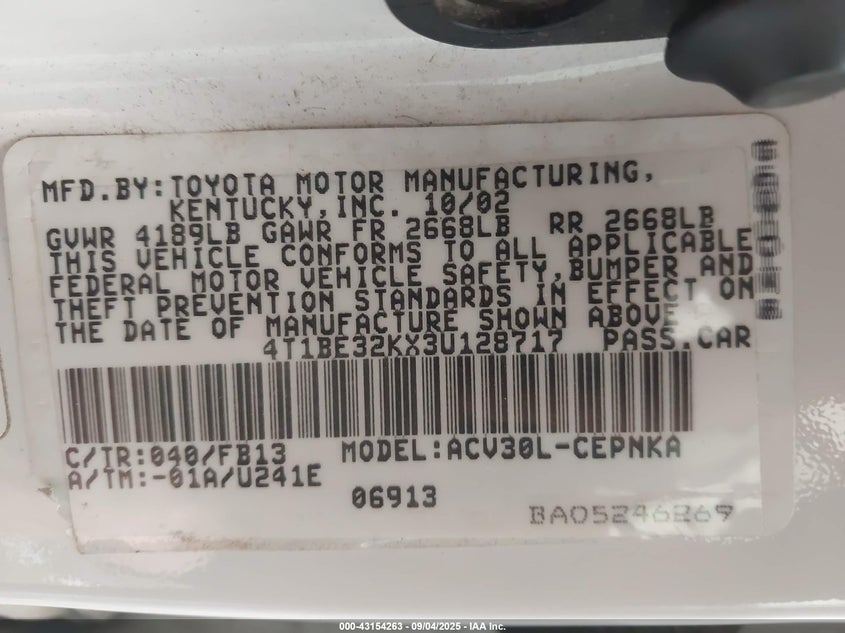 MFD.BY:TOYOTA MOTOR MANUFACTURING,
KENTUCKY,INC. 10/02
GVWR 4189LB GAWR FR 2668LB RR 2668LB
THIS VEHICLE CONFORMS TO ALL APPLICABLE
FEDERAL MOTOR VEHICLE SAFETY,BUMPER AND
THEFT PREVENTION STANDARDS IN EFFECT ON
THE DATE OF MANUFACTURE SHOWN ABOVE.
4T1BE32KX3U128717 PASS.CAR
C/TR:040/FB13 MODEL:ACV30L-CEPNKA
A/TM:-01A/U241E
06913
BA05246269
000-43154263 - 09/04/2025 - IAA Inc.